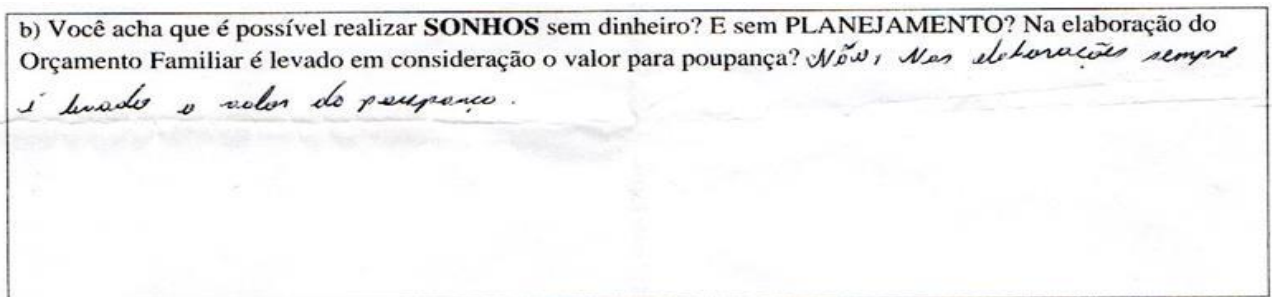 b) Você acha que é possível realizar SONHOS sem dinheiro? E sem PLANEJAMENTO? Na elaboração do
Orçamento Familiar é levado em consideração o valor para poupança? Não, Nas elaborações sempre
é levado o valor da poupança.